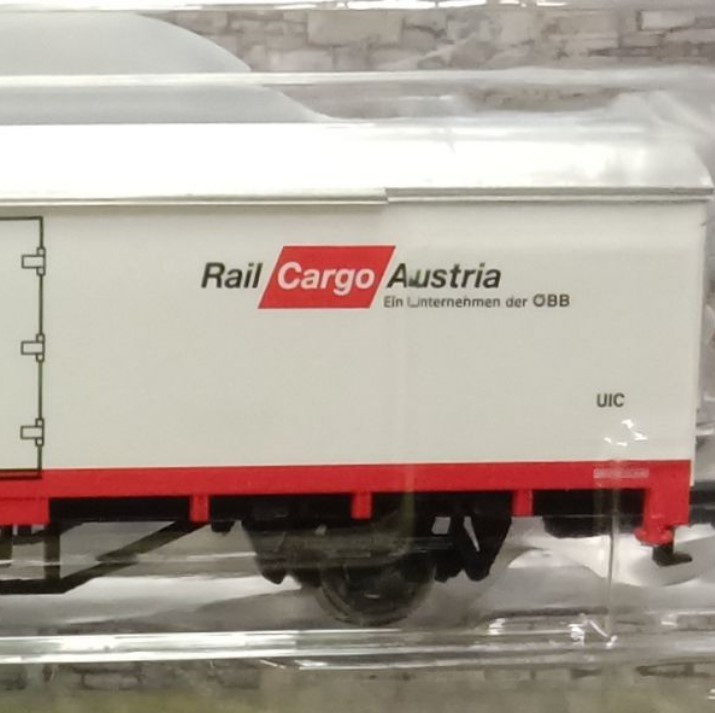 Rail Cargo Austria
Ein Unternehmen der ÖBB
UIC